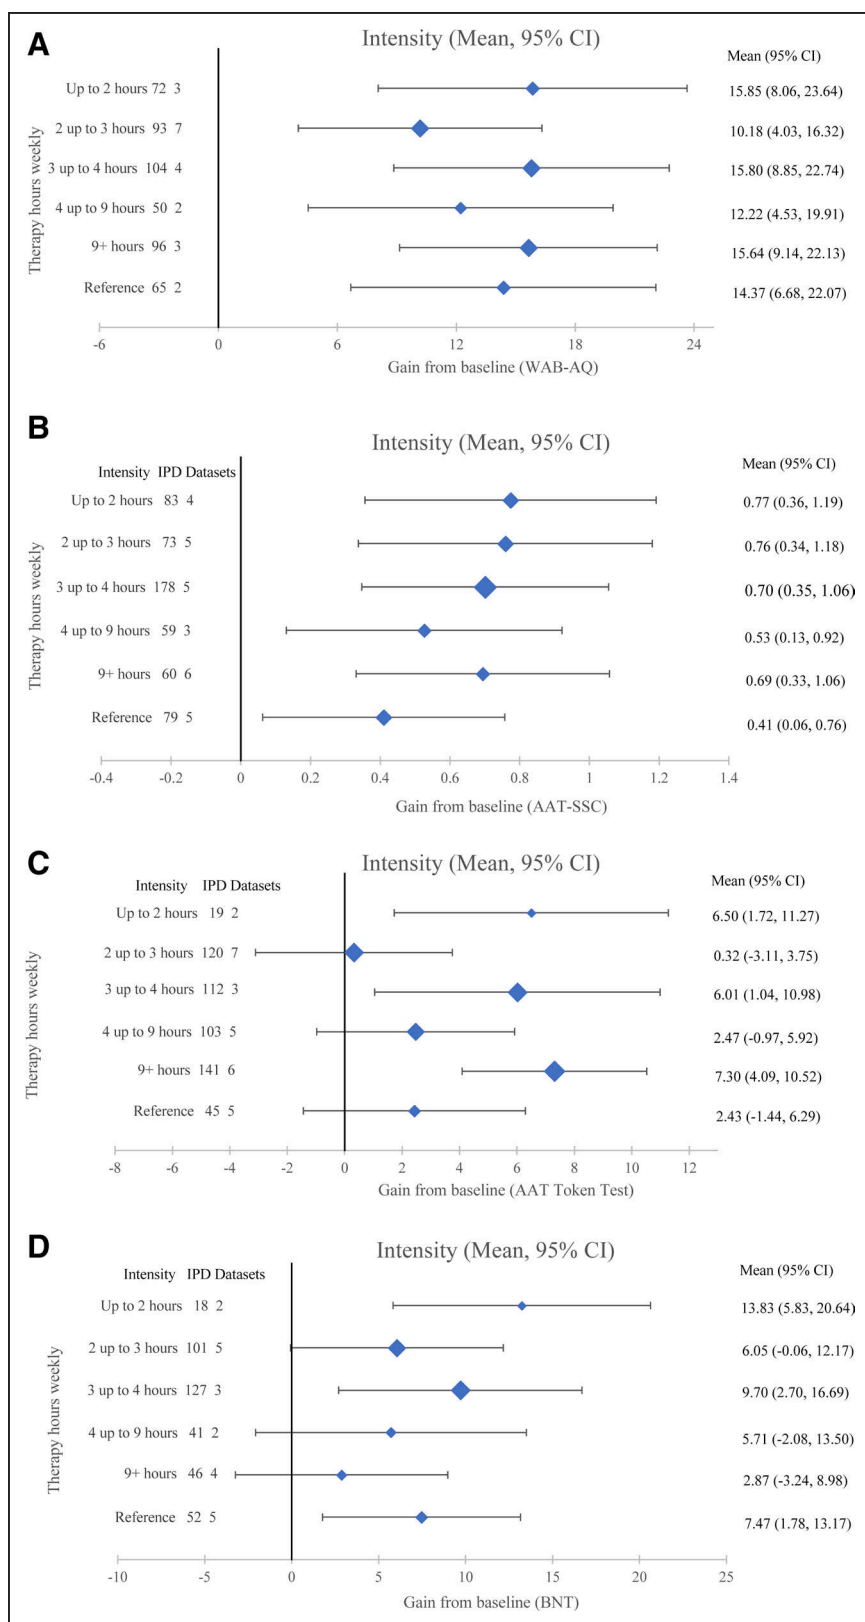 A
Intensity (Mean, 95% CI)
Mean (95% CI)
Therapy hours weekly
Up to 2 hours 72 3 15.85 (8.06, 23.64)
2 up to 3 hours 93 7 10.18 (4.03, 16.32)
3 up to 4 hours 104 4 15.80 (8.85, 22.74)
4 up to 9 hours 50 2 12.22 (4.53, 19.91)
9+ hours 96 3 15.64 (9.14, 22.13)
Reference 65 2 14.37 (6.68, 22.07)
-6 0 6 12 18 24
Gain from baseline (WAB-AQ)
B
Intensity (Mean, 95% CI)
Intensity IPD Datasets Mean (95% CI)
Therapy hours weekly
Up to 2 hours 83 4 0.77 (0.36, 1.19)
2 up to 3 hours 73 5 0.76 (0.34, 1.18)
3 up to 4 hours 178 5 0.70 (0.35, 1.06)
4 up to 9 hours 59 3 0.53 (0.13, 0.92)
9+ hours 60 6 0.69 (0.33, 1.06)
Reference 79 5 0.41 (0.06, 0.76)
-0.4 -0.2 0 0.2 0.4 0.6 0.8 1 1.2 1.4
Gain from baseline (AAT-SSC)
C
Intensity (Mean, 95% CI)
Intensity IPD Datasets Mean (95% CI)
Therapy hours weekly
Up to 2 hours 19 2 6.50 (1.72, 11.27)
2 up to 3 hours 120 7 0.32 (-3.11, 3.75)
3 up to 4 hours 112 3 6.01 (1.04, 10.98)
4 up to 9 hours 103 5 2.47 (-0.97, 5.92)
9+ hours 141 6 7.30 (4.09, 10.52)
Reference 45 5 2.43 (-1.44, 6.29)
-8 -6 -4 -2 0 2 4 6 8 10 12
Gain from baseline (AAT Token Test)
D
Intensity (Mean, 95% CI)
Intensity IPD Datasets Mean (95% CI)
Therapy hours weekly
Up to 2 hours 18 2 13.83 (5.83, 20.64)
2 up to 3 hours 101 5 6.05 (-0.06, 12.17)
3 up to 4 hours 127 3 9.70 (2.70, 16.69)
4 up to 9 hours 41 2 5.71 (-2.08, 13.50)
9+ hours 46 4 2.87 (-3.24, 8.98)
Reference 52 5 7.47 (1.78, 13.17)
-10 -5 0 5 10 15 20 25
Gain from baseline (BNT)